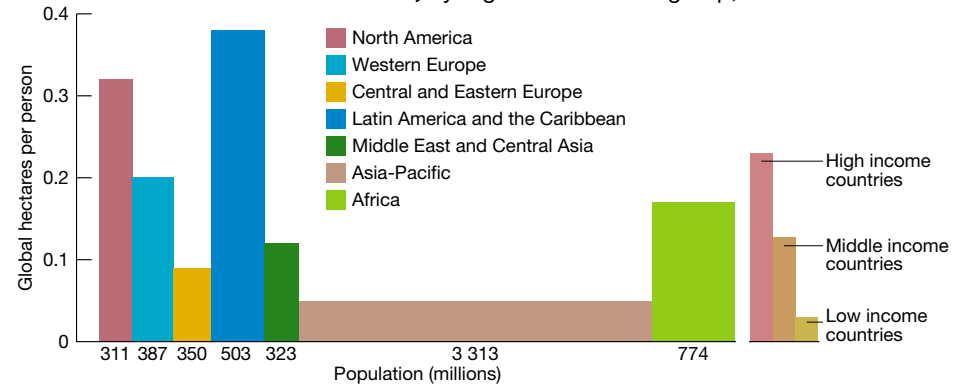 0.4
0.3
0.2
0.1
0
Global hectares per person
North America
Western Europe
Central and Eastern Europe
Latin America and the Caribbean
Middle East and Central Asia
Asia-Pacific
Africa
High income
countries
Middle income
countries
Low income
countries
311 387 350 503 323 3 313 774
Population (millions)